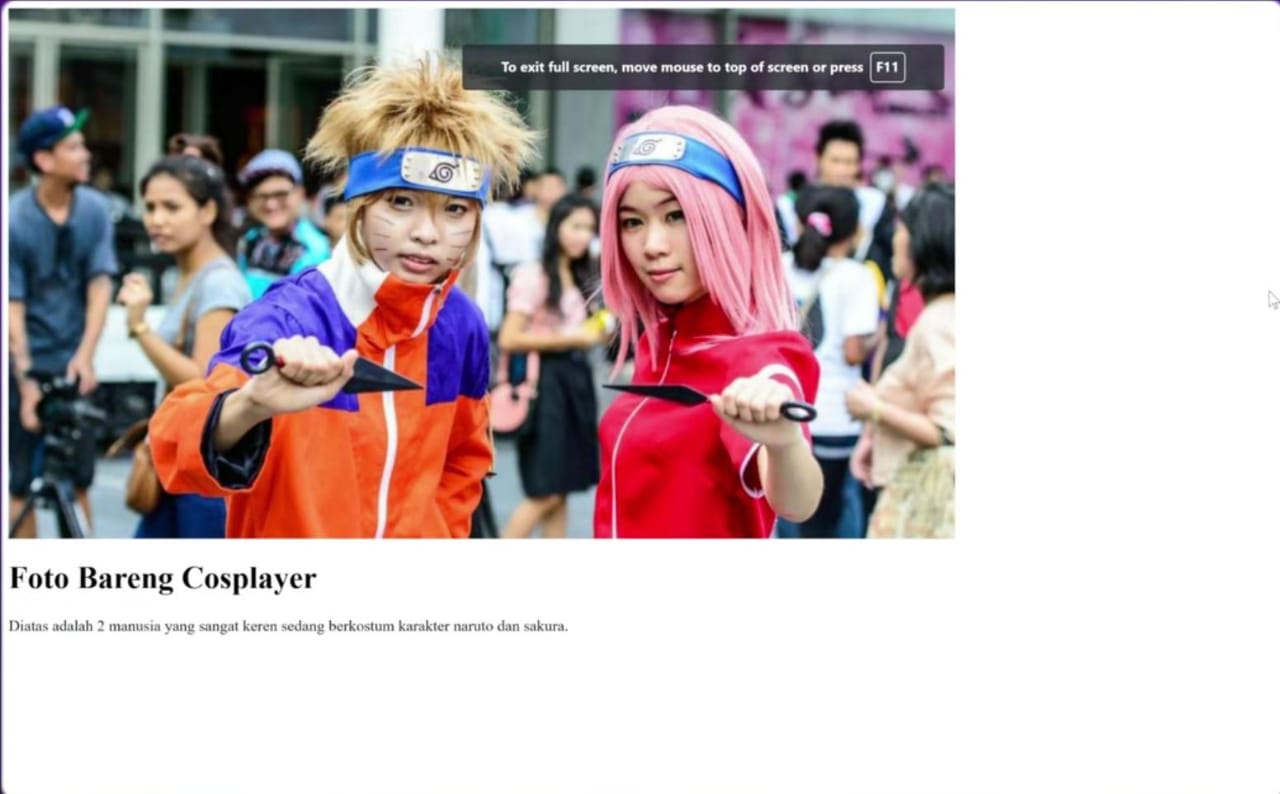 To exit full screen, move mouse to top of screen or press F11
Foto Bareng Cosplayer
Diatas adalah 2 manusia yang sangat keren sedang berkostum karakter naruto dan sakura.